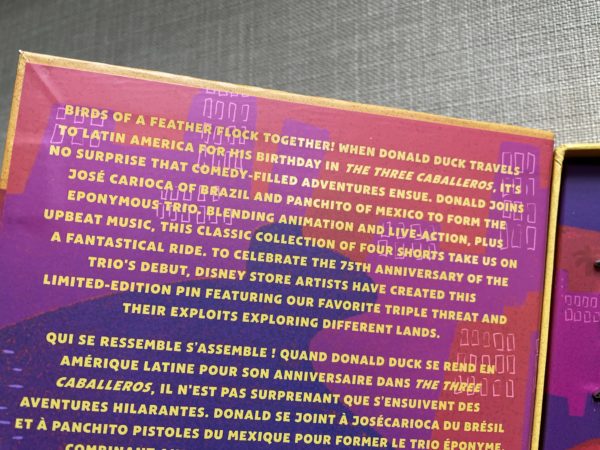 BIRDS OF A FEATHER FLOCK TOGETHER! WHEN DONALD DUCK TRAVELS
TO LATIN AMERICA FOR HIS BIRTHDAY IN THE THREE CABALLEROS, IT'S
NO SURPRISE THAT COMEDY-FILLED ADVENTURES ENSUE. DONALD JOINS
JOSÉ CARIOCA OF BRAZIL AND PANCHITO OF MEXICO TO FORM THE
EPONYMOUS TRIO. BLENDING ANIMATION AND LIVE-ACTION, PLUS
UPBEAT MUSIC, THIS CLASSIC COLLECTION OF FOUR SHORTS TAKE US ON
A FANTASTICAL RIDE. TO CELEBRATE THE 75TH ANNIVERSARY OF THE
TRIO'S DEBUT, DISNEY STORE ARTISTS HAVE CREATED THIS
LIMITED-EDITION PIN FEATURING OUR FAVORITE TRIPLE THREAT AND
THEIR EXPLOITS EXPLORING DIFFERENT LANDS.
QUI SE RESSEMBLE S'ASSEMBLE ! QUAND DONALD DUCK SE REND EN
AMÉRIQUE LATINE POUR SON ANNIVERSAIRE DANS THE THREE
CABALLEROS, IL N'EST PAS SURPRENANT QUE S'ENSUIVENT DES
AVENTURES HILARANTES. DONALD SE JOINT À JOSÉCARIOCA DU BRÉSIL
ET À PANCHITO PISTOLES DU MEXIQUE POUR FORMER LE TRIO ÉPONYME.